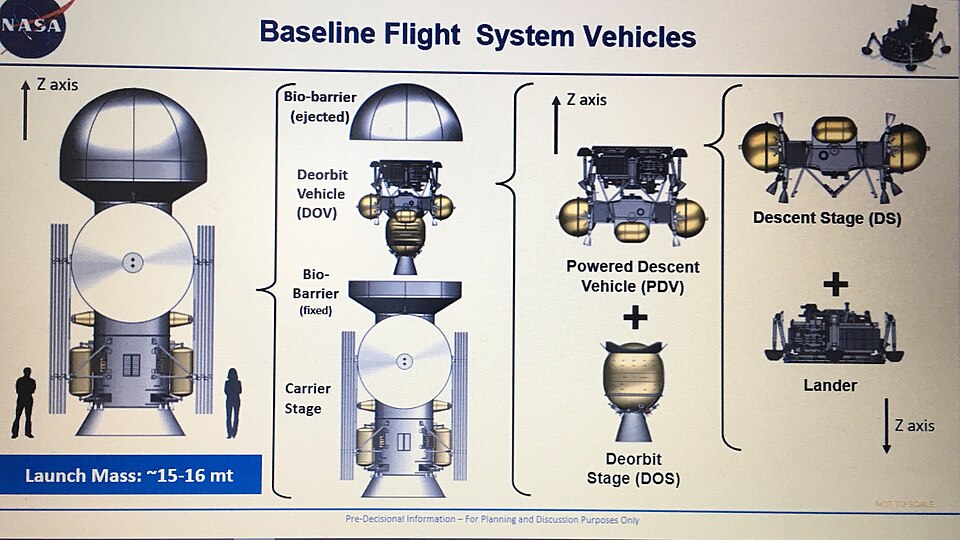 NASA
Baseline Flight System Vehicles
Z axis
Launch Mass: ~15-16 mt
Bio-barrier
(ejected)
Deorbit
Vehicle
(DOV)
Bio-
Barrier
(fixed)
Carrier
Stage
Z axis
Powered Descent
Vehicle (PDV)
+
Deorbit
Stage (DOS)
Descent Stage (DS)
+
Lander
Z axis
NOT TO SCALE
Pre-Decisional Information – For Planning and Discussion Purposes Only